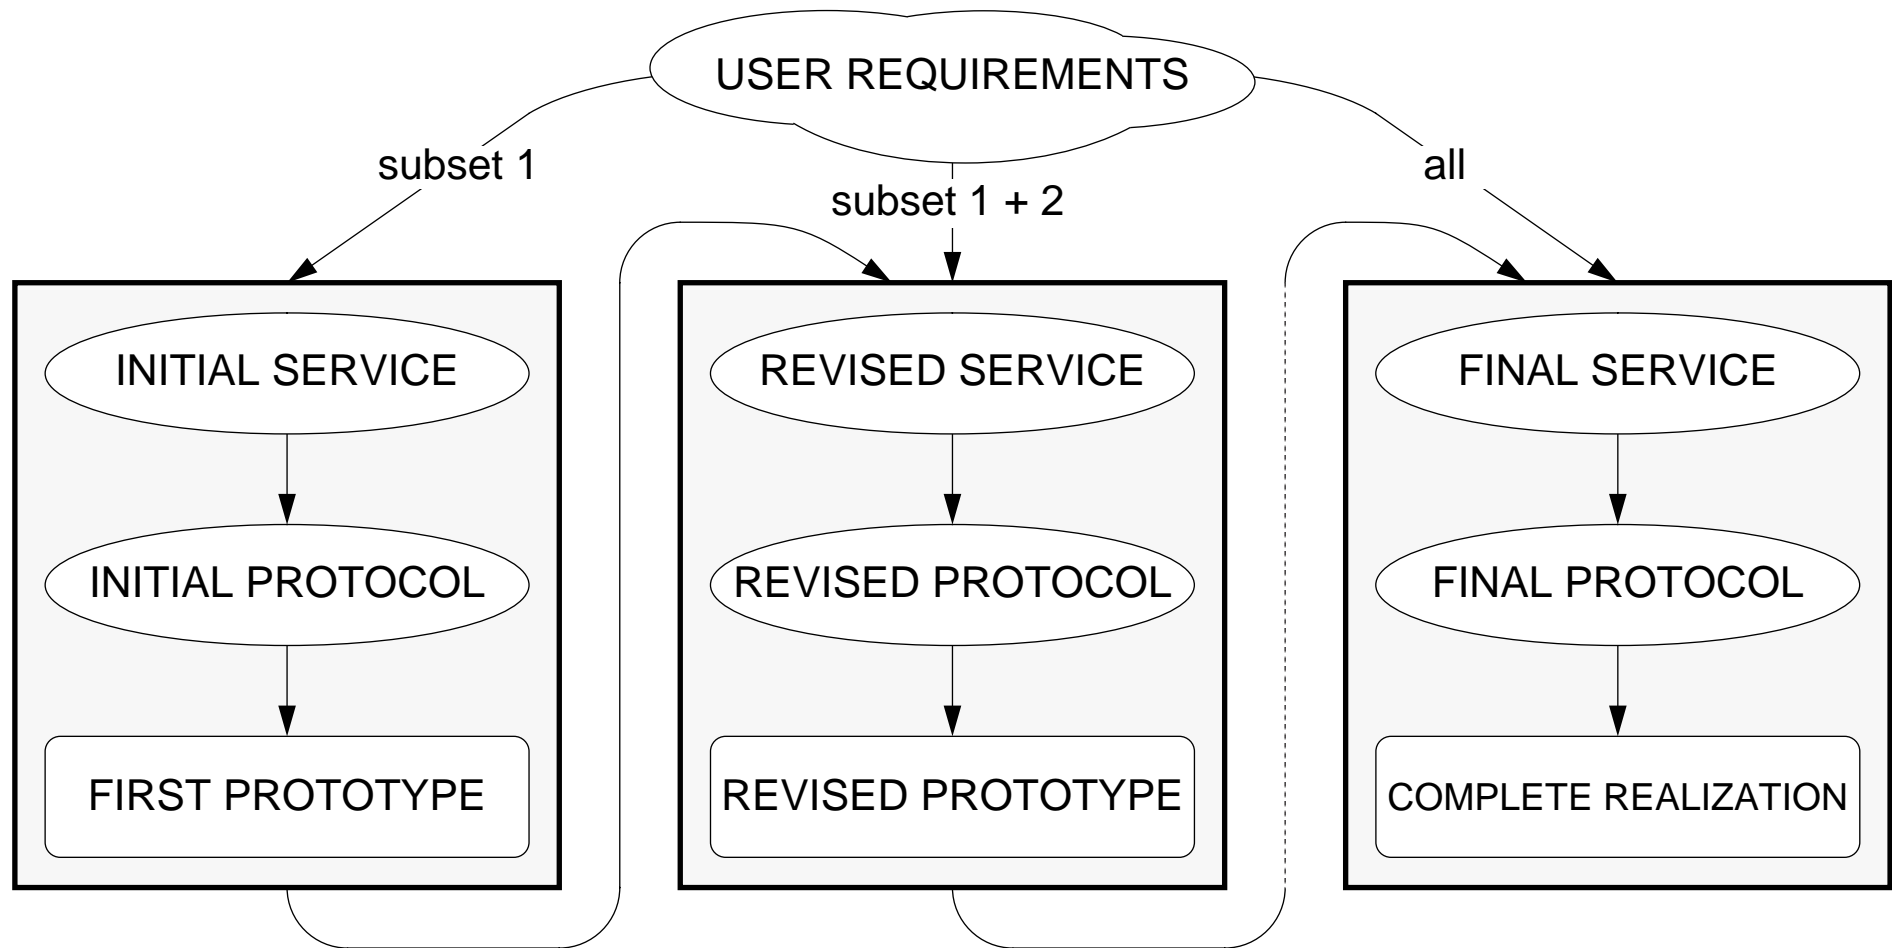 USER REQUIREMENTS
subset 1
all
subset 1 + 2
INITIAL SERVICE
REVISED SERVICE
FINAL SERVICE
INITIAL PROTOCOL
REVISED PROTOCOL
FINAL PROTOCOL
FIRST PROTOTYPE
REVISED PROTOTYPE
COMPLETE REALIZATION